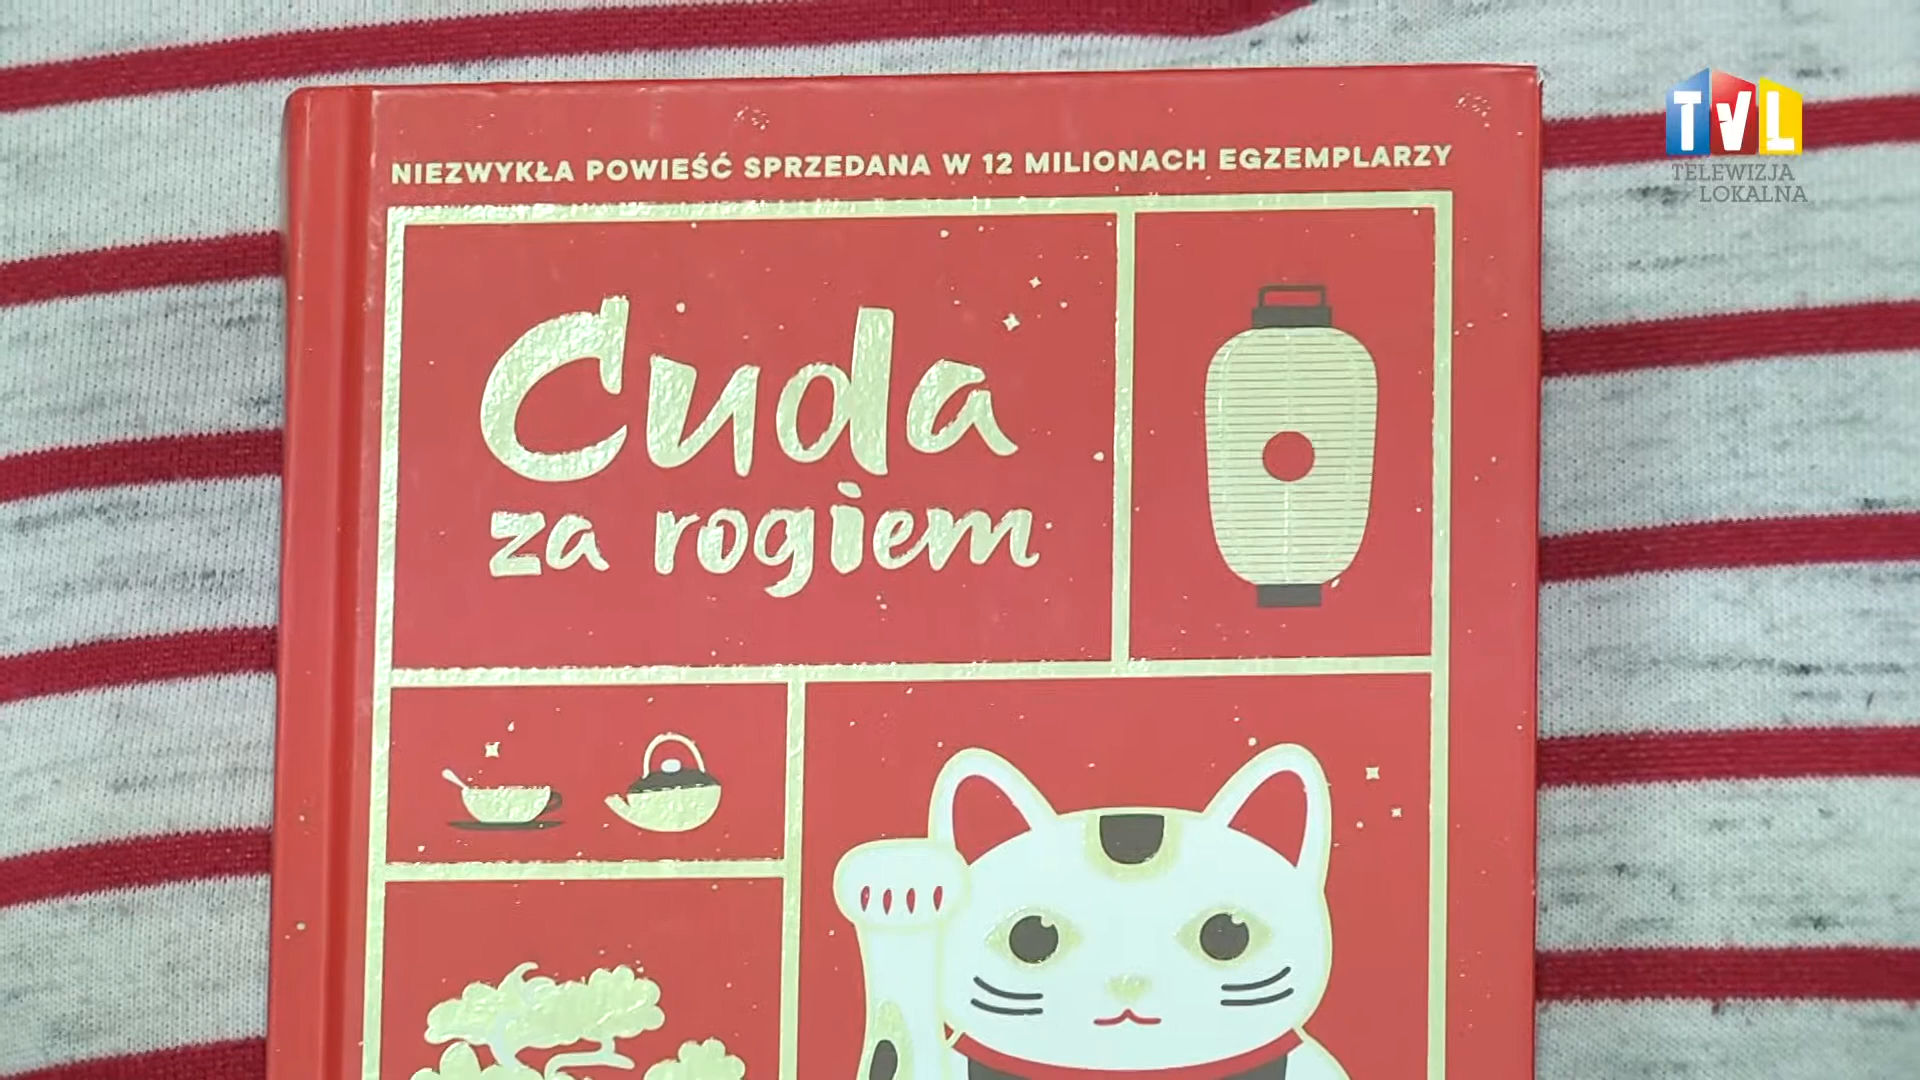 NIEZWYKŁA POWIEŚĆ SPRZEDANA W 12 MILIONACH EGZEMPLARZY
Cuda
za rogiem
TVL
TELEWIZJA
LOKALNA